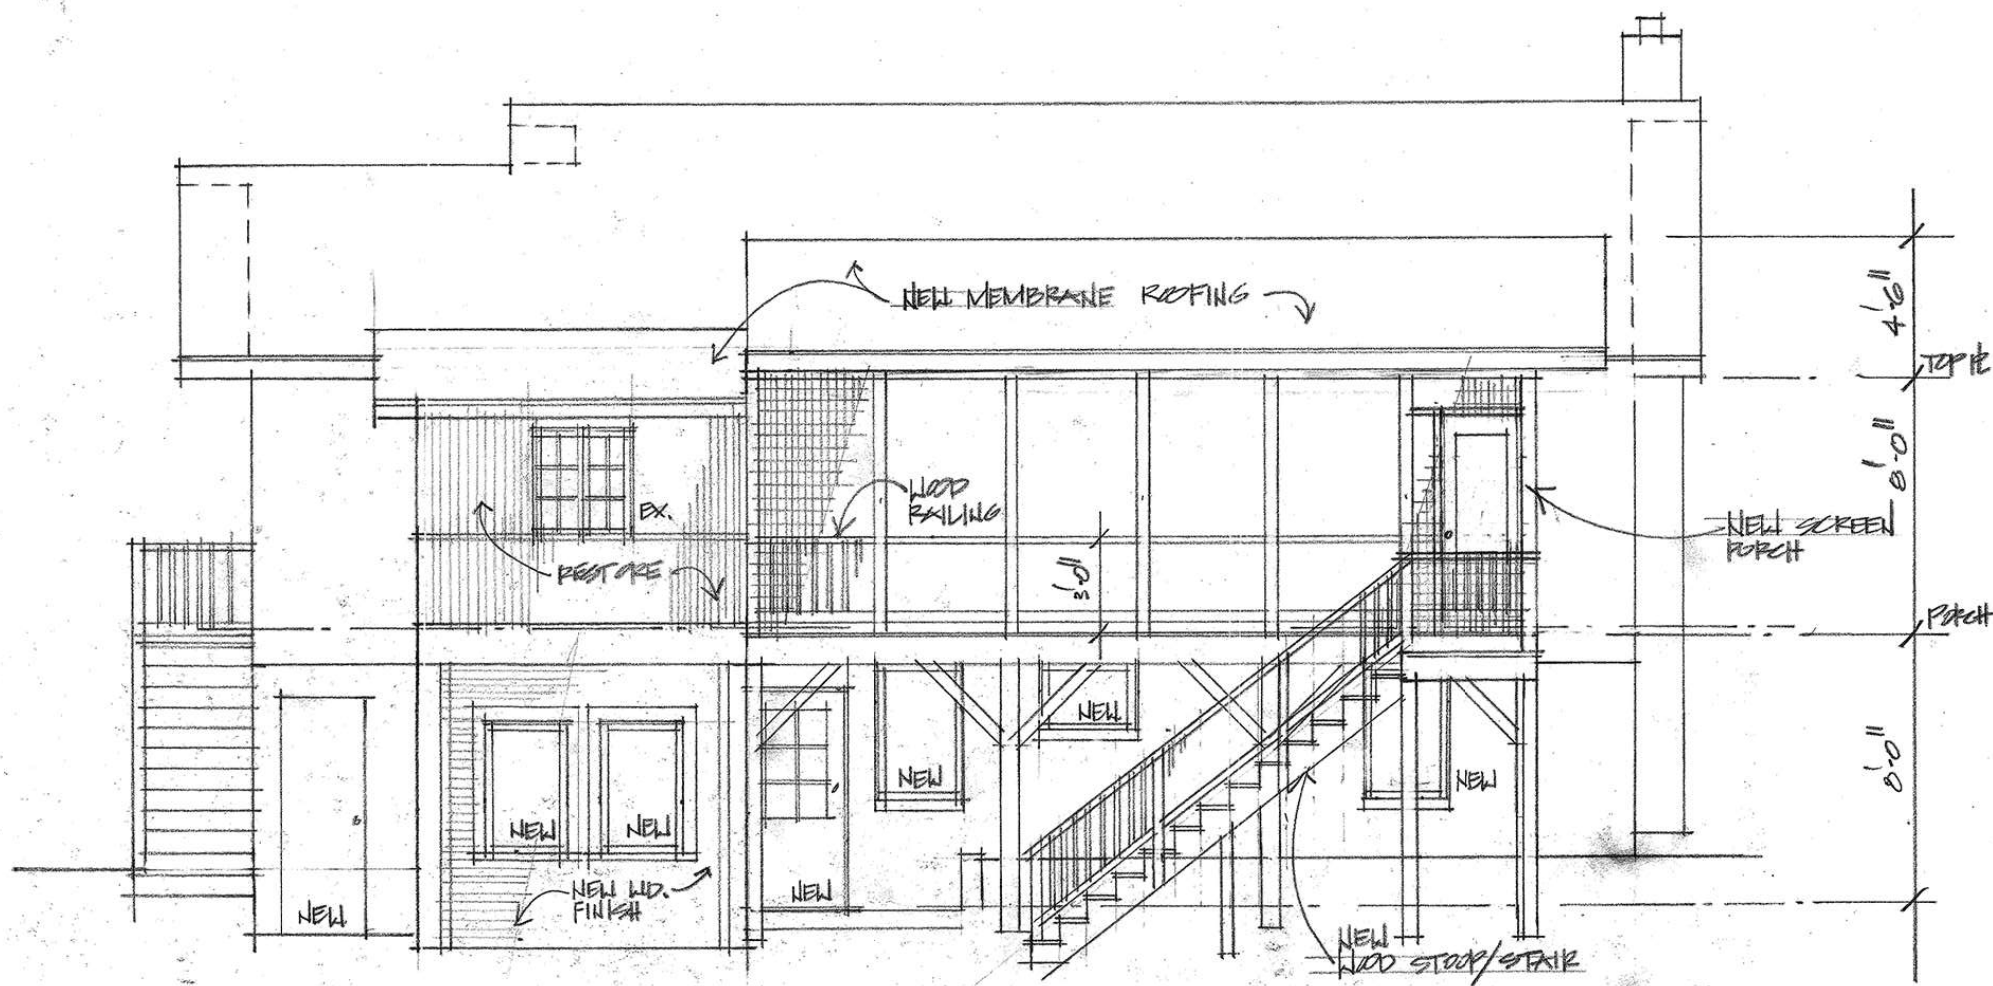 NEW MEMBRANE ROOFING
4'-6"
TOP PL
8'-0"
WOOD
RAILING
EX.
NEW SCREEN
PORCH
RESTORE
3'-0"
PORCH
NEW
NEW
NEW
8'-0"
NEW
NEW
NEW WD.
FINISH
NEW
NEW
NEW
WOOD STOOP/STAIR